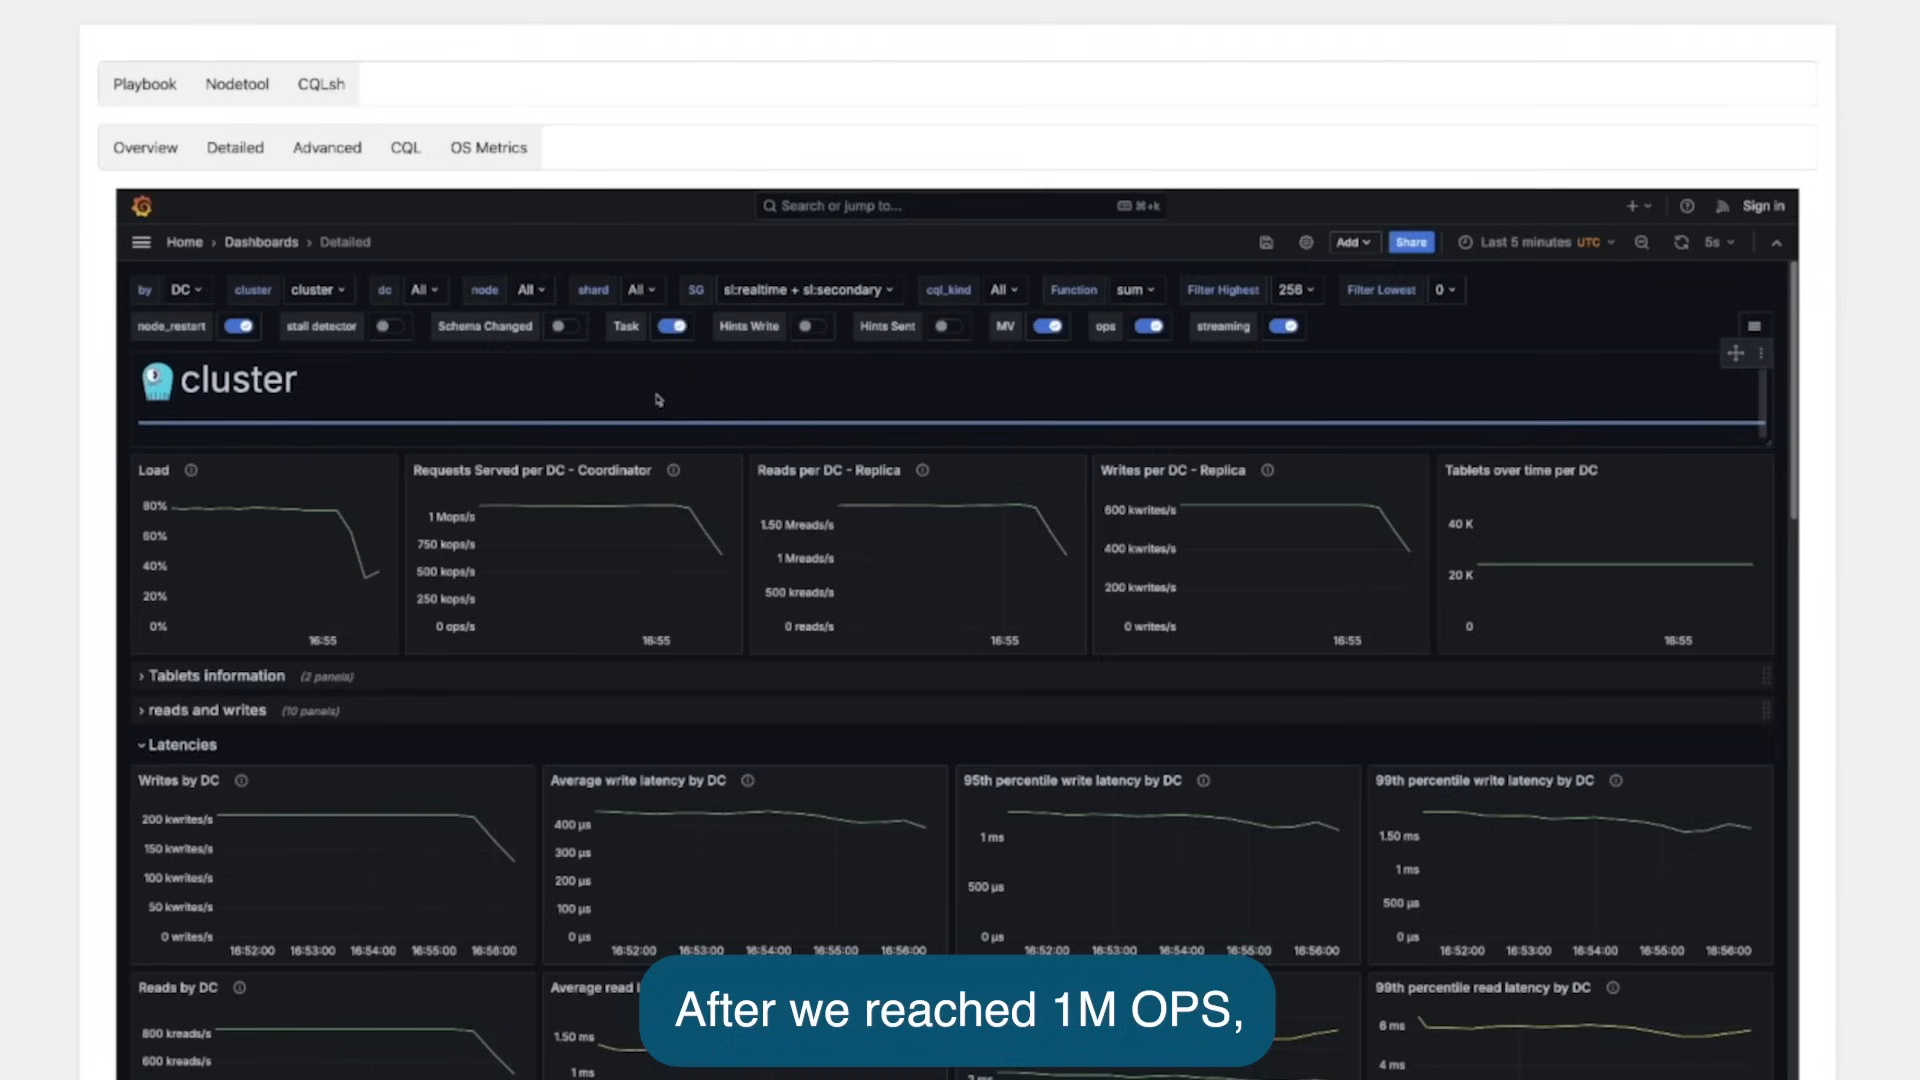 Playbook Nodetool CQLsh
Overview Detailed Advanced CQL OS Metrics
Search or jump to... ⌘+k + Sign in
Home › Dashboards › Detailed Add Share Last 5 minutes UTC 5s
by DC cluster cluster dc All node All shard All SG sl:realtime + sl:secondary cql_kind All Function sum Filter Highest 256 Filter Lowest 0
node_restart stall detector Schema Changed Task Hints Write Hints Sent MV ops streaming
cluster
Load
80%
60%
40%
20%
0%
16:55
Requests Served per DC - Coordinator
1 Mops/s
750 kops/s
500 kops/s
250 kops/s
0 ops/s
16:55
Reads per DC - Replica
1.50 Mreads/s
1 Mreads/s
500 kreads/s
0 reads/s
16:55
Writes per DC - Replica
600 kwrites/s
400 kwrites/s
200 kwrites/s
0 writes/s
16:55
Tablets over time per DC
40 K
20 K
0
16:55
› Tablets information (2 panels)
› reads and writes (10 panels)
Latencies
Writes by DC
200 kwrites/s
150 kwrites/s
100 kwrites/s
50 kwrites/s
0 writes/s
16:52:00 16:53:00 16:54:00 16:55:00 16:56:00
Average write latency by DC
400 µs
300 µs
200 µs
100 µs
0 µs
16:52:00 16:53:00 16:54:00 16:55:00 16:56:00
95th percentile write latency by DC
1 ms
500 µs
0 µs
16:52:00 16:53:00 16:54:00 16:55:00 16:56:00
99th percentile write latency by DC
1.50 ms
1 ms
500 µs
0 µs
16:52:00 16:53:00 16:54:00 16:55:00 16:56:00
Reads by DC
800 kreads/s
600 kreads/s
Average read
1.50 ms
1 ms
99th percentile read latency by DC
6 ms
4 ms
After we reached 1M OPS,